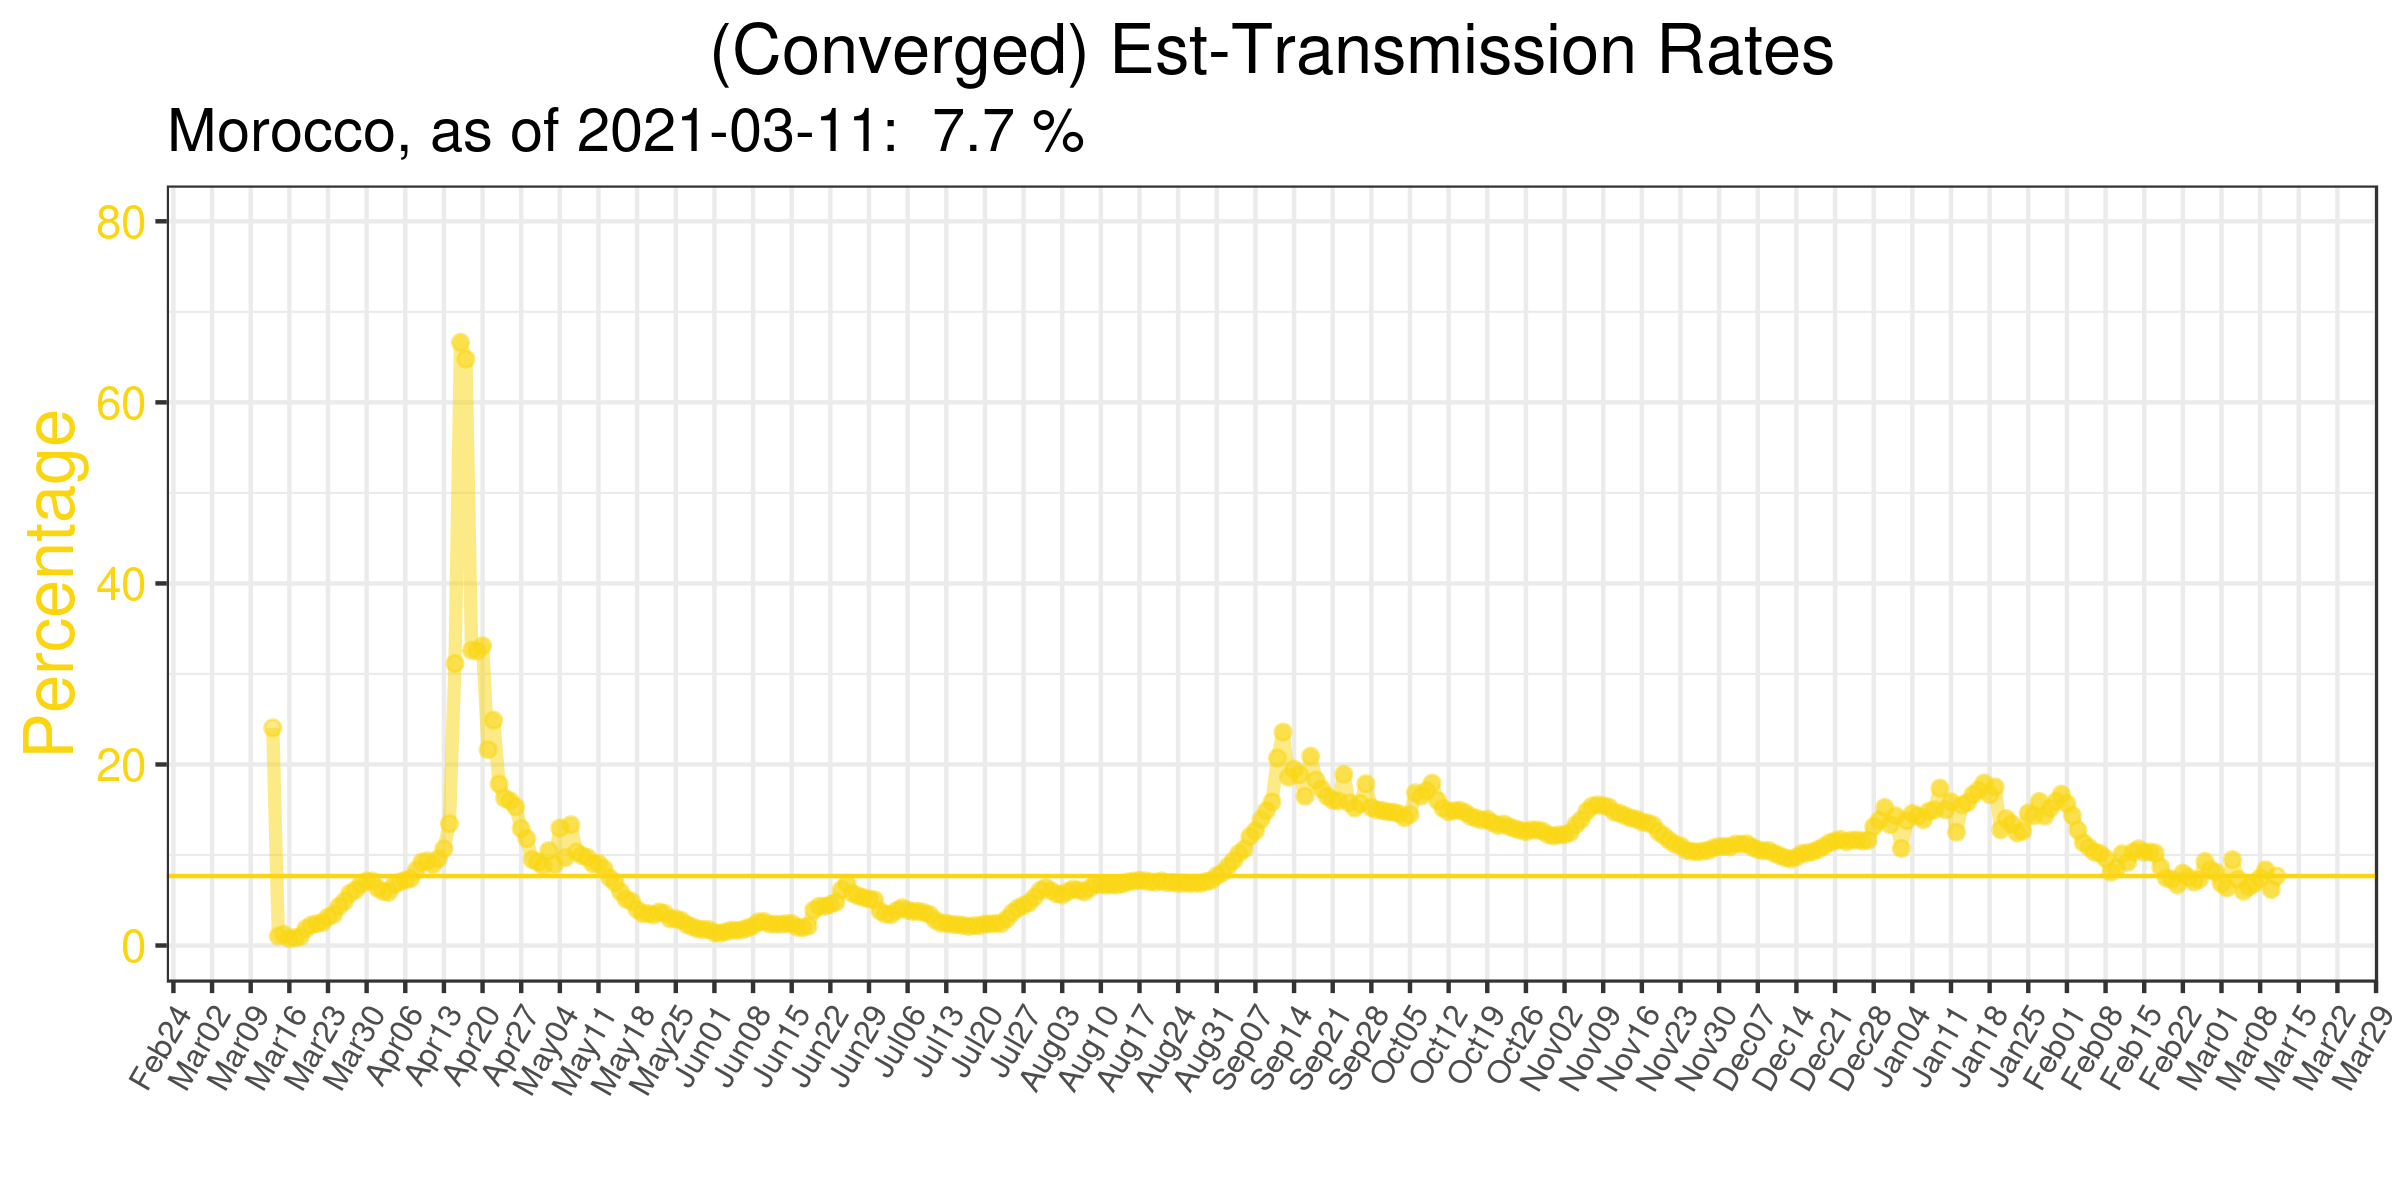 (Converged) Est-Transmission Rates
Morocco, as of 2021-03-11:  7.7 %
Percentage
80
60
40
20
0
Feb24
Mar02
Mar09
Mar16
Mar23
Mar30
Apr06
Apr13
Apr20
Apr27
May04
May11
May18
May25
Jun01
Jun08
Jun15
Jun22
Jun29
Jul06
Jul13
Jul20
Jul27
Aug03
Aug10
Aug17
Aug24
Aug31
Sep07
Sep14
Sep21
Sep28
Oct05
Oct12
Oct19
Oct26
Nov02
Nov09
Nov16
Nov23
Nov30
Dec07
Dec14
Dec21
Dec28
Jan04
Jan11
Jan18
Jan25
Feb01
Feb08
Feb15
Feb22
Mar01
Mar08
Mar15
Mar22
Mar29